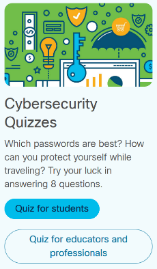 Cybersecurity
Quizzes
Which passwords are best? How
can you protect yourself while
traveling? Try your luck in
answering 8 questions.
Quiz for students
Quiz for educators and
professionals